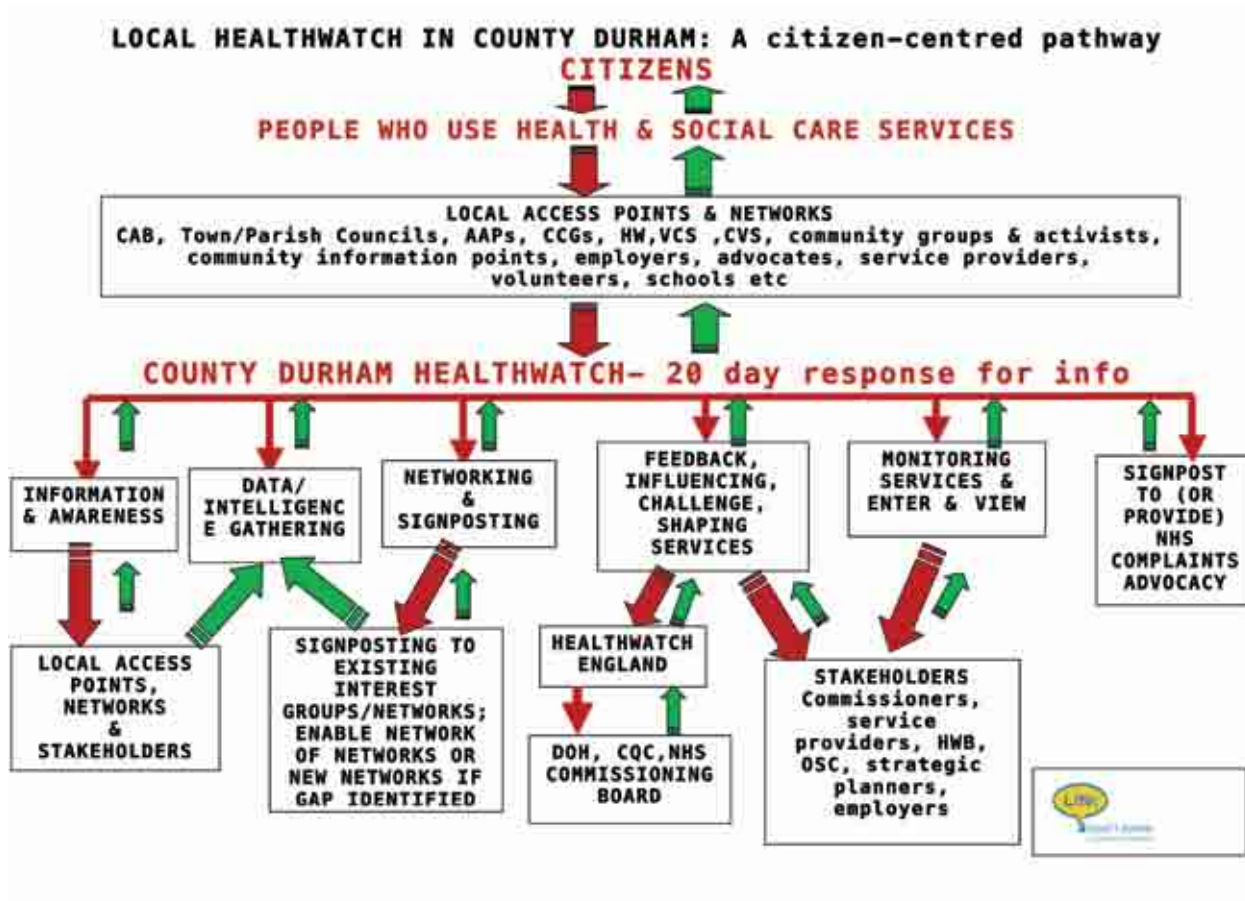 LOCAL HEALTHWATCH IN COUNTY DURHAM: A citizen-centred pathway
CITIZENS
PEOPLE WHO USE HEALTH & SOCIAL CARE SERVICES
LOCAL ACCESS POINTS & NETWORKS
CAB, Town/Parish Councils, AAPs, CCGs, HW,VCS ,CVS, community groups & activists,
community information points, employers, advocates, service providers,
volunteers, schools etc
COUNTY DURHAM HEALTHWATCH- 20 day response for info
INFORMATION
& AWARENESS
DATA/
INTELLIGENC
E GATHERING
NETWORKING
&
SIGNPOSTING
FEEDBACK,
INFLUENCING,
CHALLENGE,
SHAPING
SERVICES
MONITORING
SERVICES &
ENTER & VIEW
SIGNPOST
TO (OR
PROVIDE)
NHS
COMPLAINTS
ADVOCACY
LOCAL ACCESS
POINTS,
NETWORKS
&
STAKEHOLDERS
SIGNPOSTING TO
EXISTING
INTEREST
GROUPS/NETWORKS;
ENABLE NETWORK
OF NETWORKS OR
NEW NETWORKS IF
GAP IDENTIFIED
HEALTHWATCH
ENGLAND
DOH, CQC,NHS
COMMISSIONING
BOARD
STAKEHOLDERS
Commissioners,
service
providers, HWB,
OSC, strategic
planners,
employers